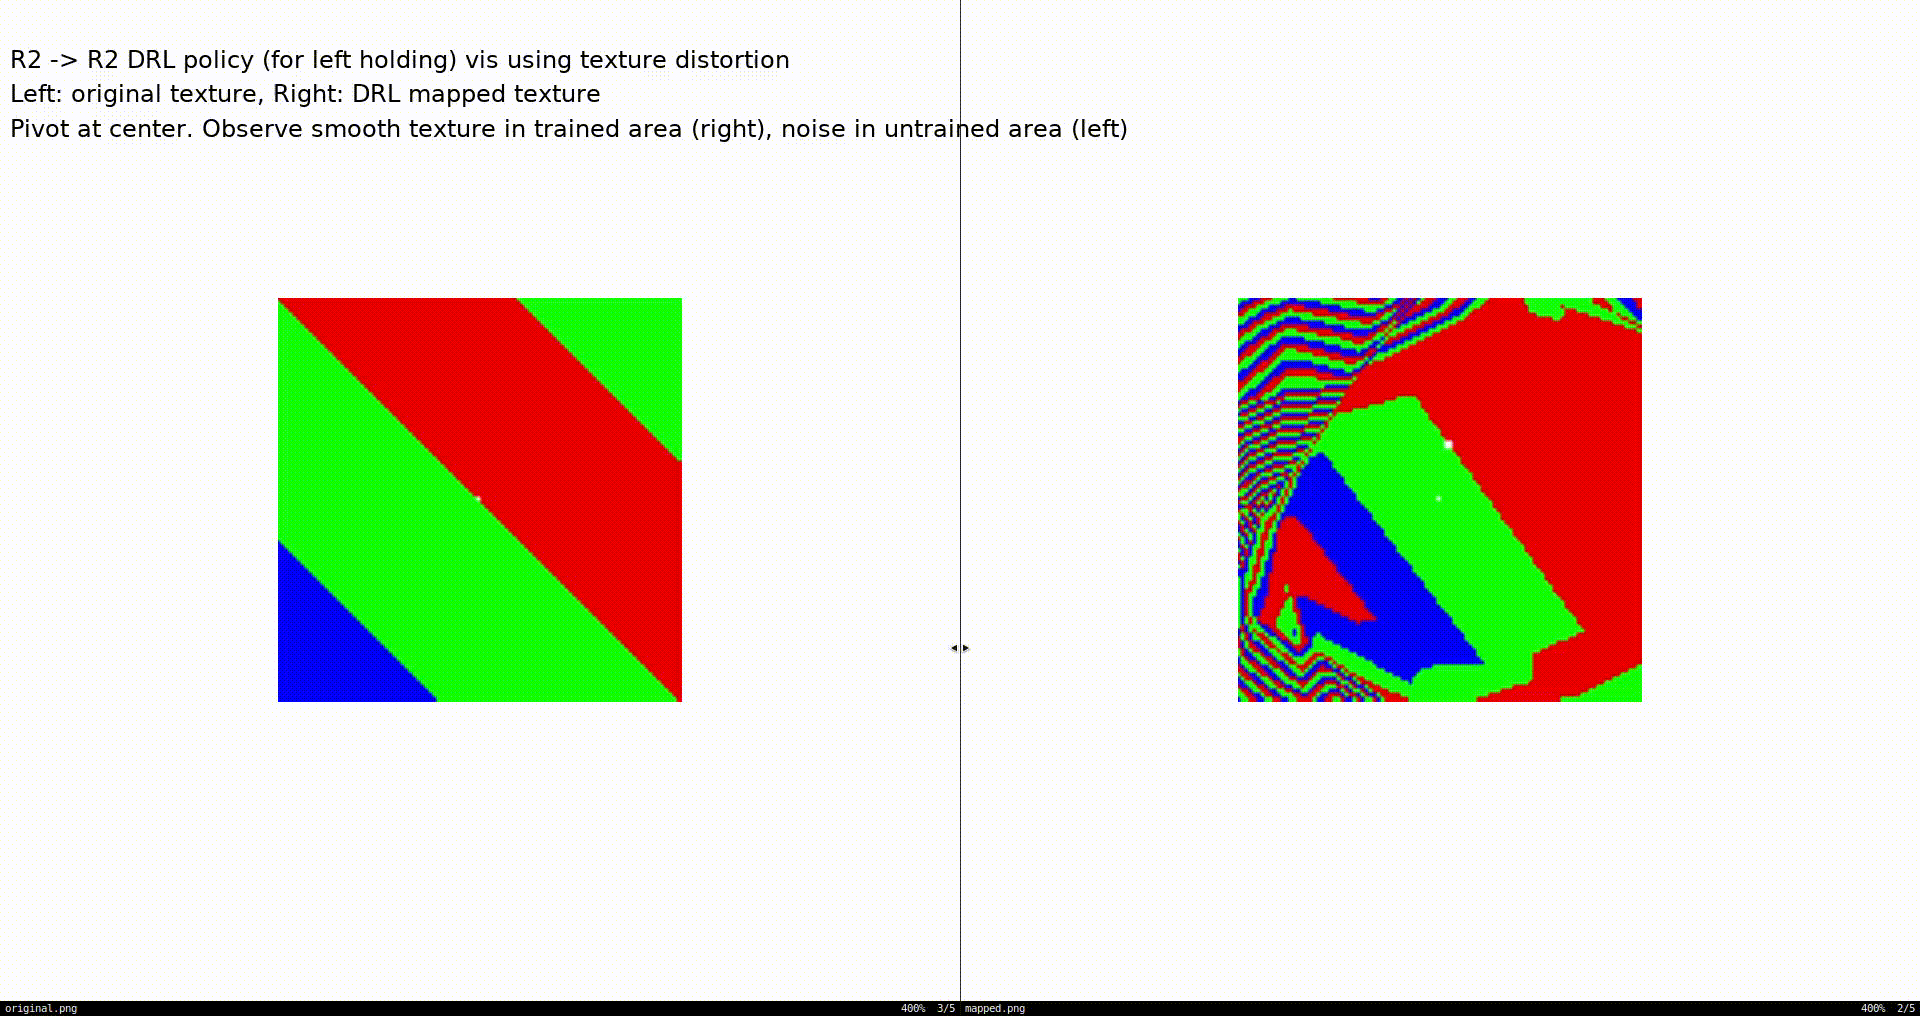 R2 -> R2 DRL policy (for left holding) vis using texture distortion
Left: original texture, Right: DRL mapped texture
Pivot at center. Observe smooth texture in trained area (right), noise in untrained area (left)
original.png 400% 3/5 mapped.png 400% 2/5